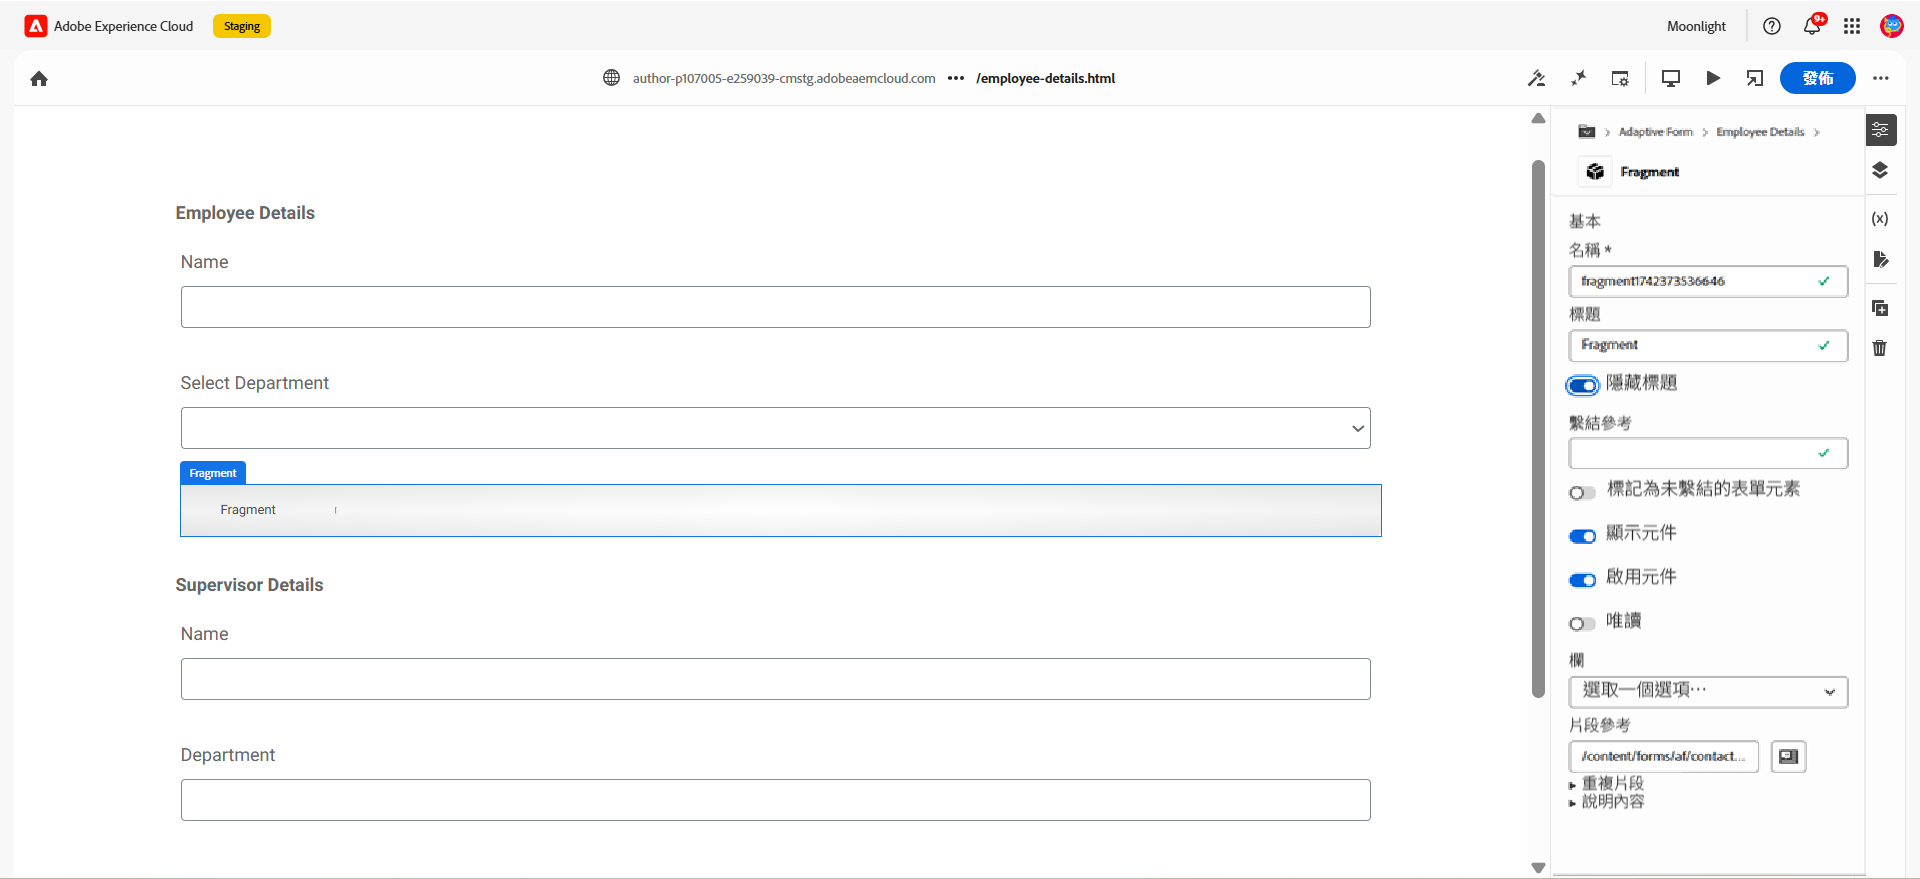 Adobe Experience Cloud
Staging
Moonlight
9+
author-p107005-e259039-cmstg.adobeaemcloud.com ••• /employee-details.html
發佈
Employee Details
Name
Select Department
Fragment
Fragment
Supervisor Details
Name
Department
Adaptive Form > Employee Details >
Fragment
基本
名稱 *
fragment1742373536646
標題
Fragment
隱藏標題
繫結參考
標記為未繫結的表單元素
顯示元件
啟用元件
唯讀
欄
選取一個選項…
片段參考
/content/forms/af/contact...
重複片段
說明內容
(x)